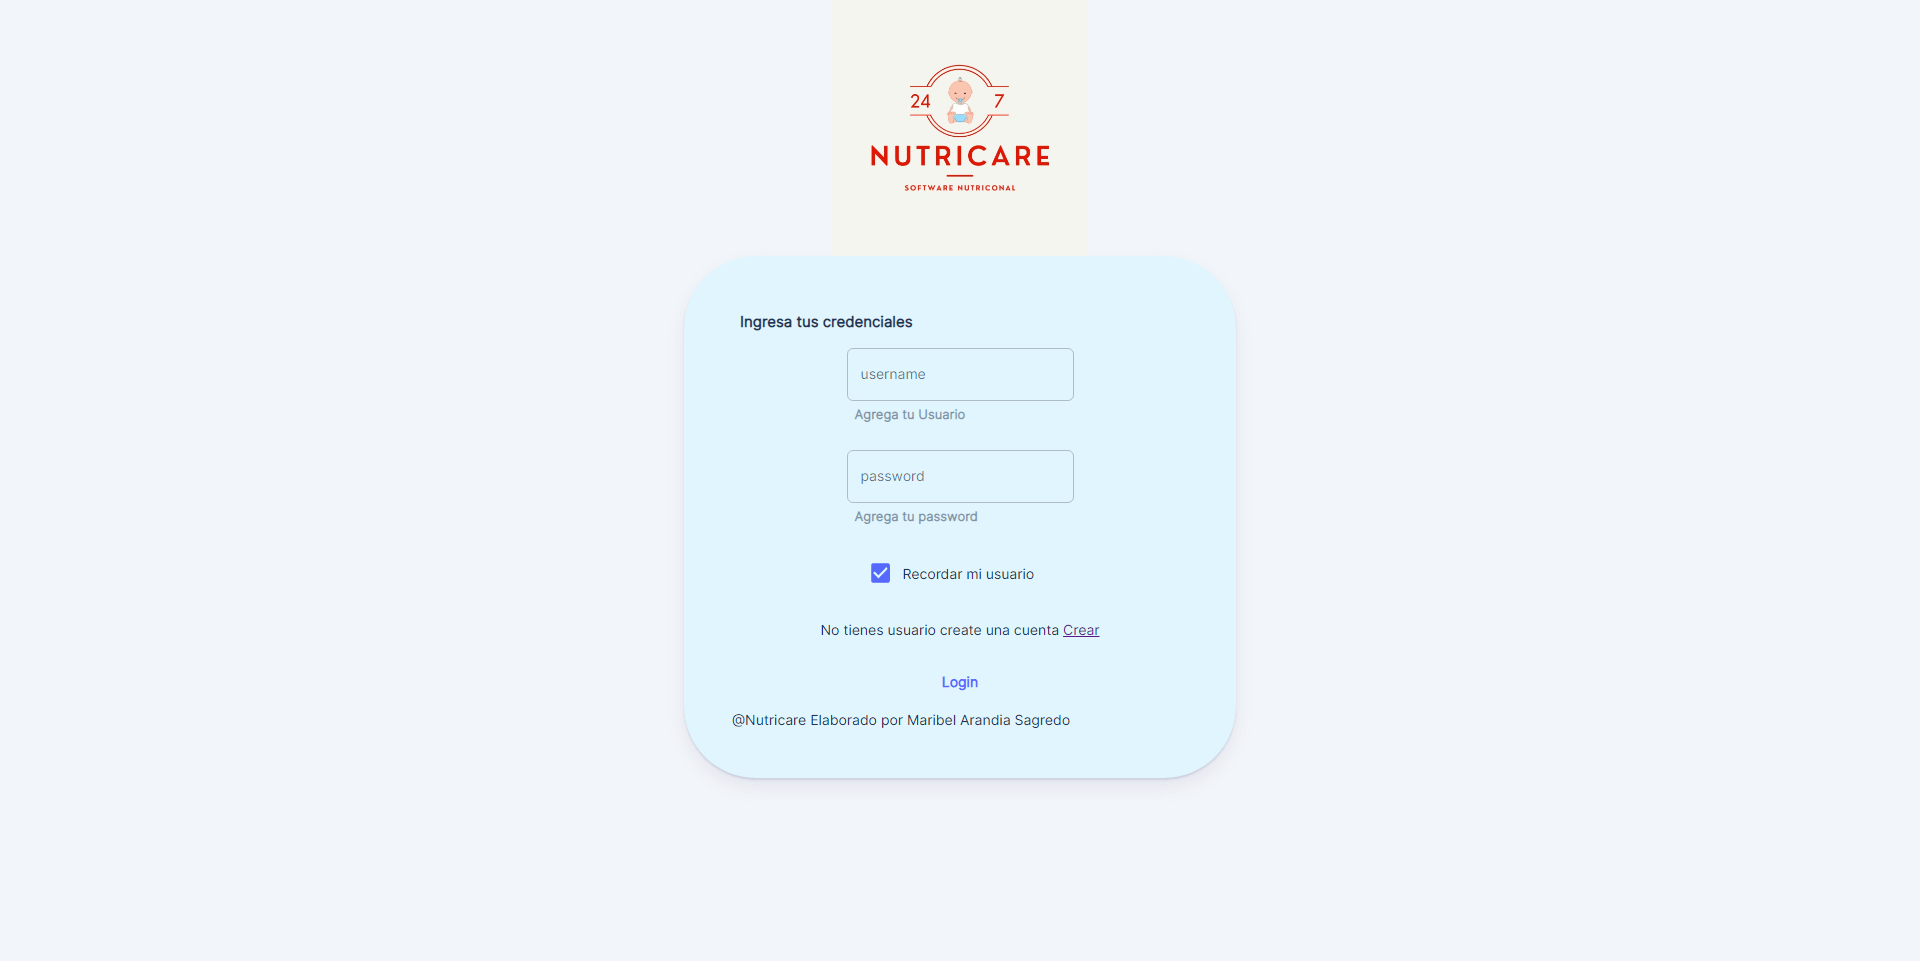 24 7
NUTRICARE
SOFTWARE NUTRICONAL
Ingresa tus credenciales
username
Agrega tu Usuario
password
Agrega tu password
Recordar mi usuario
No tienes usuario create una cuenta Crear
Login
@Nutricare Elaborado por Maribel Arandia Sagredo